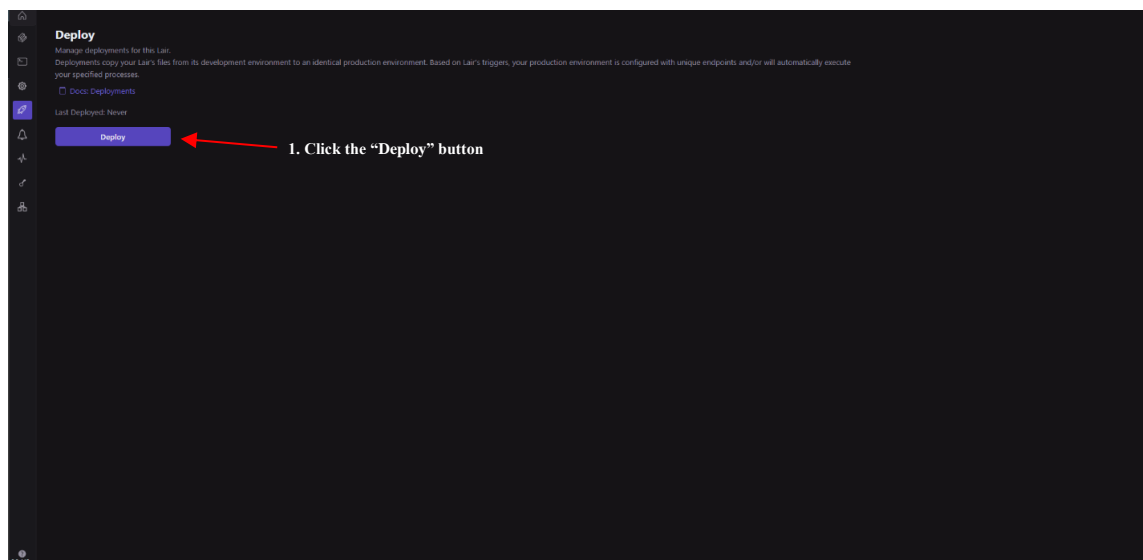 Deploy
Manage deployments for this Lair.
Deployments copy your Lair's files from its development environment to an identical production environment. Based on Lair's triggers, your production environment is configured with unique endpoints and/or will automatically execute
your specified processes.
Docs: Deployments
Last Deployed: Never
Deploy
1. Click the “Deploy” button